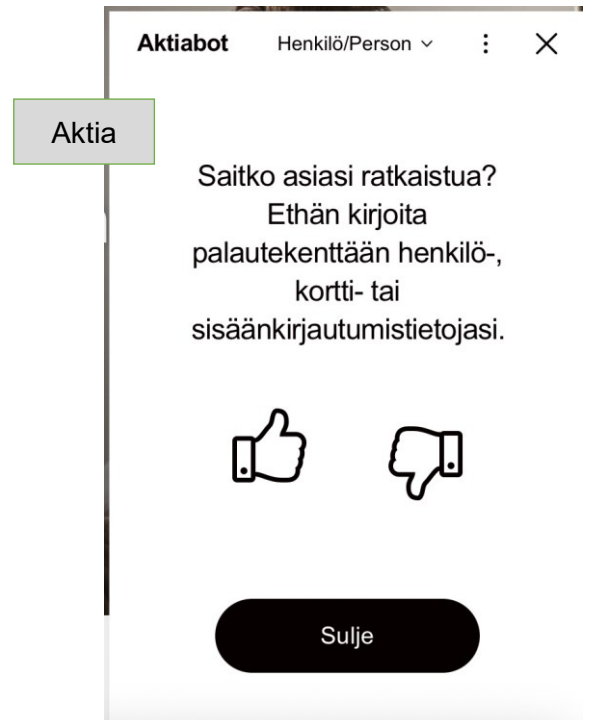 Aktiabot Henkilö/Person
Aktia
Saitko asiasi ratkaistua?
Ethän kirjoita
palautekenttään henkilö-,
kortti- tai
sisäänkirjautumistietojasi.
Sulje